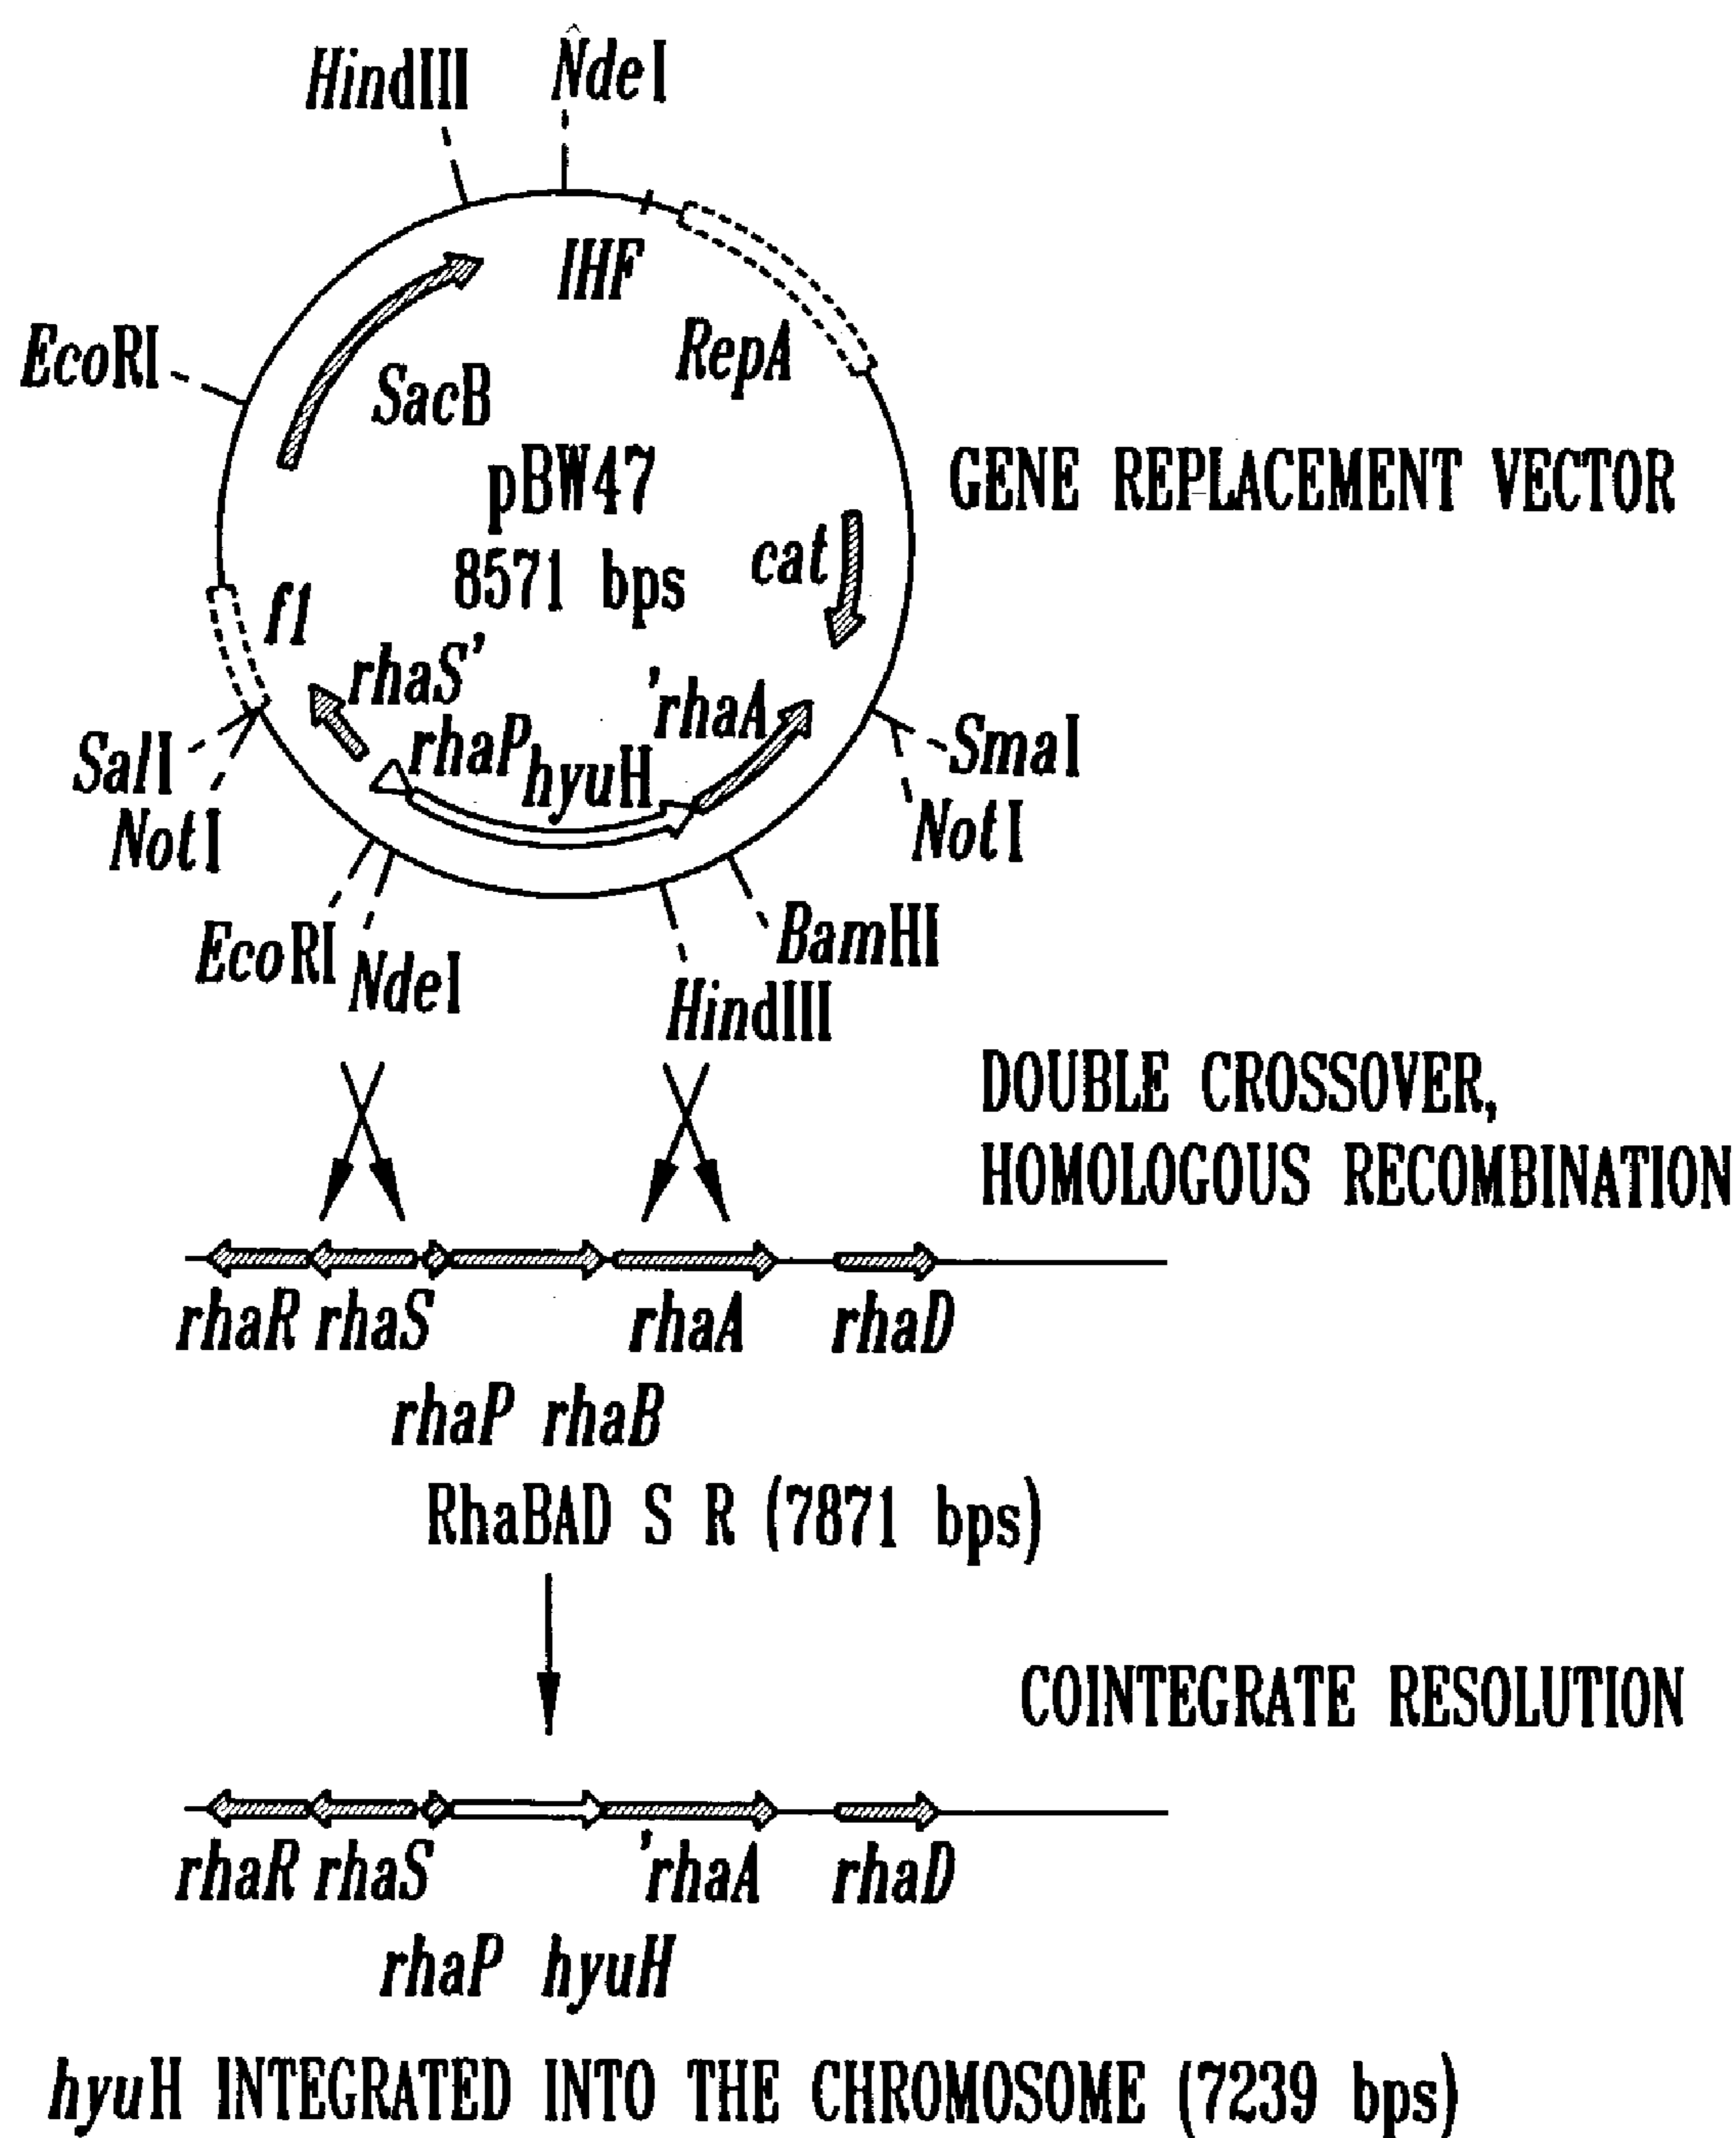 HindIII NdeI
IHF
EcoRI
RepA
SacB
pBW47
8571 bps
GENE REPLACEMENT VECTOR
cat
f1
rhaS'
'rhaA
rhaP
hyuH
SalI
NotI
SmaI
NotI
EcoRI
NdeI
BamHI
HindIII
DOUBLE CROSSOVER,
HOMOLOGOUS RECOMBINATION
rhaR rhaS rhaA rhaD
rhaP rhaB
RhaBAD S R (7871 bps)
COINTEGRATE RESOLUTION
rhaR rhaS 'rhaA rhaD
rhaP hyuH
hyuH INTEGRATED INTO THE CHROMOSOME (7239 bps)